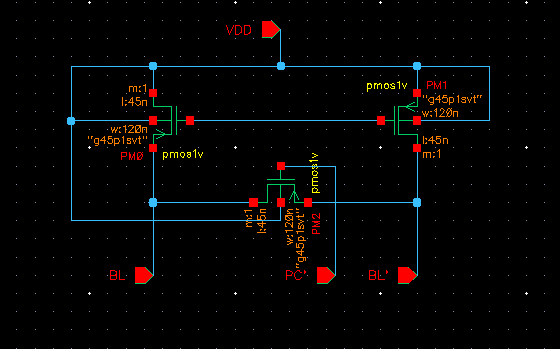 VDD
m:1
l:45n
w:120n
"g45p1svt"
PM0
pmos1v
pmos1v
PM1
"g45p1svt"
w:120n
l:45n
m:1
pmos1v
m:1
l:45n
w:120n
"g45p1svt"
PM2
BL
PC'
BL'